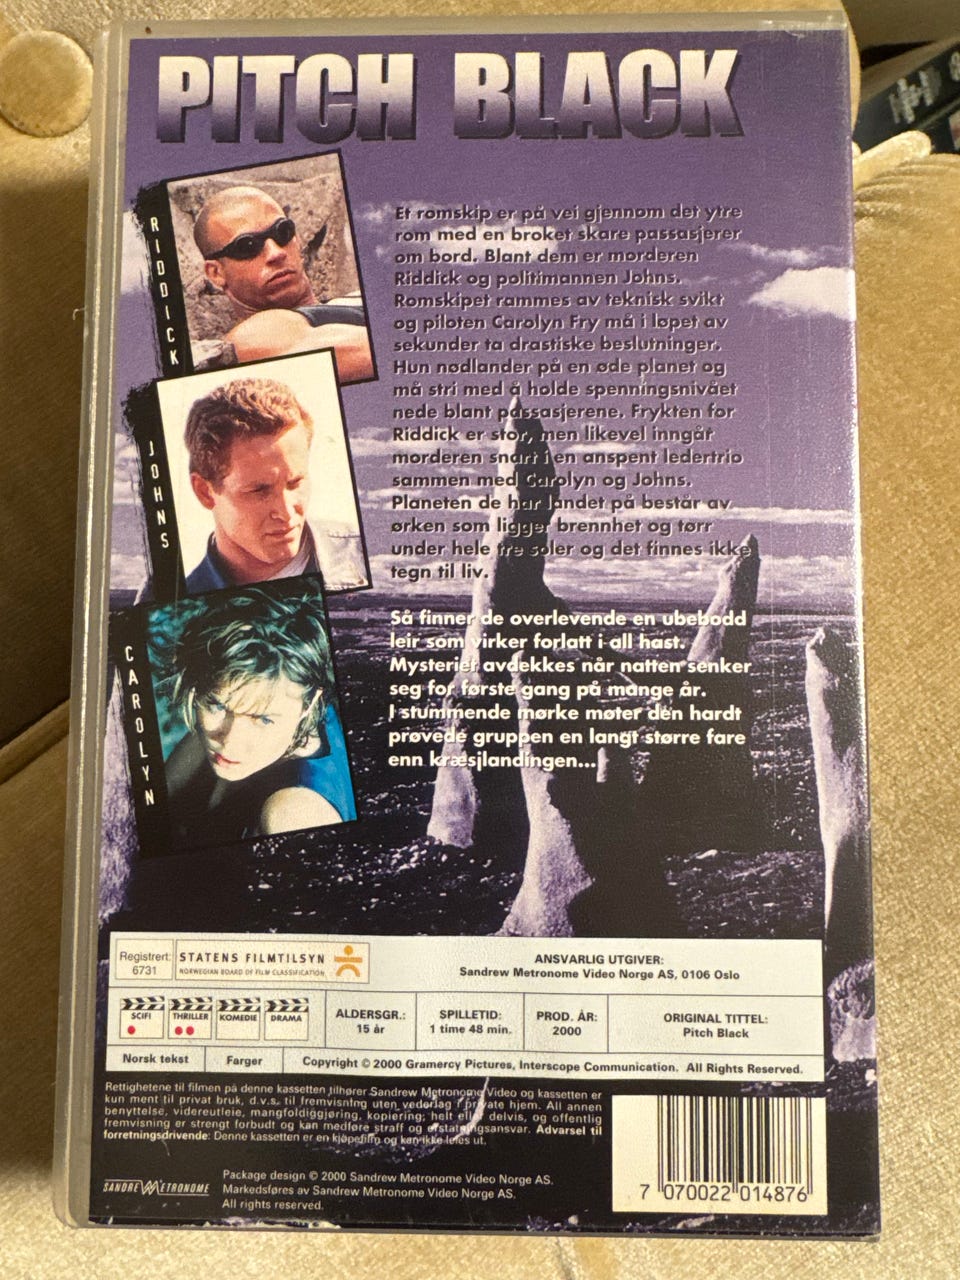 PITCH BLACK
RIDDICK
JOHNS
CAROLYN
Et romskip er på vei gjennom det ytre
rom med en broket skare passasjerer
om bord. Blant dem er morderen
Riddick og politimannen Johns.
Romskipet rammes av teknisk svikt
og piloten Carolyn Fry må i løpet av
sekunder ta drastiske beslutninger.
Hun nødlander på en øde planet og
må stri med å holde spenningsnivået
nede blant passasjerene. Frykten for
Riddick er stor, men likevel inngår
morderen snart i en anspent ledertrio
sammen med Carolyn og Johns.
Planeten de har landet på består av
ørken som ligger brennhet og tørr
under hele tre soler og det finnes ikke
tegn til liv.
Så finner de overlevende en ubebodd
leir som virker forlatt i all hast.
Mysteriet avdekkes når natten senker
seg for første gang på mange år.
I stummende mørke møter den hardt
prøvede gruppen en langt større fare
enn kræsjlandingen...
Registrert:
6731
STATENS FILMTILSYN
NORWEGIAN BOARD OF FILM CLASSIFICATION
ANSVARLIG UTGIVER:
Sandrew Metronome Video Norge AS, 0106 Oslo
SCIFI
THRILLER
KOMEDIE
DRAMA
ALDERSGR.:
15 år
SPILLETID:
1 time 48 min.
PROD. ÅR:
2000
ORIGINAL TITTEL:
Pitch Black
Norsk tekst
Farger
Copyright © 2000 Gramercy Pictures, Interscope Communication. All Rights Reserved.
Rettighetene til filmen på denne kassetten tilhører Sandrew Metronome Video og kassetten er
kun ment til privat bruk, d.v.s. til fremvisning uten vederlag i private hjem. All annen
benyttelse, videreutleie, mangfoldiggjøring, kopiering; helt eller delvis, og offentlig
fremvisning er strengt forbudt og kan medføre straff og erstatningsansvar. Advarsel til
forretningsdrivende: Denne kassetten er en kjøpefilm og kan ikke leies ut.
SANDREW METRONOME
Package design © 2000 Sandrew Metronome Video Norge AS.
Markedsføres av Sandrew Metronome Video Norge AS.
All rights reserved.
7 070022 014876